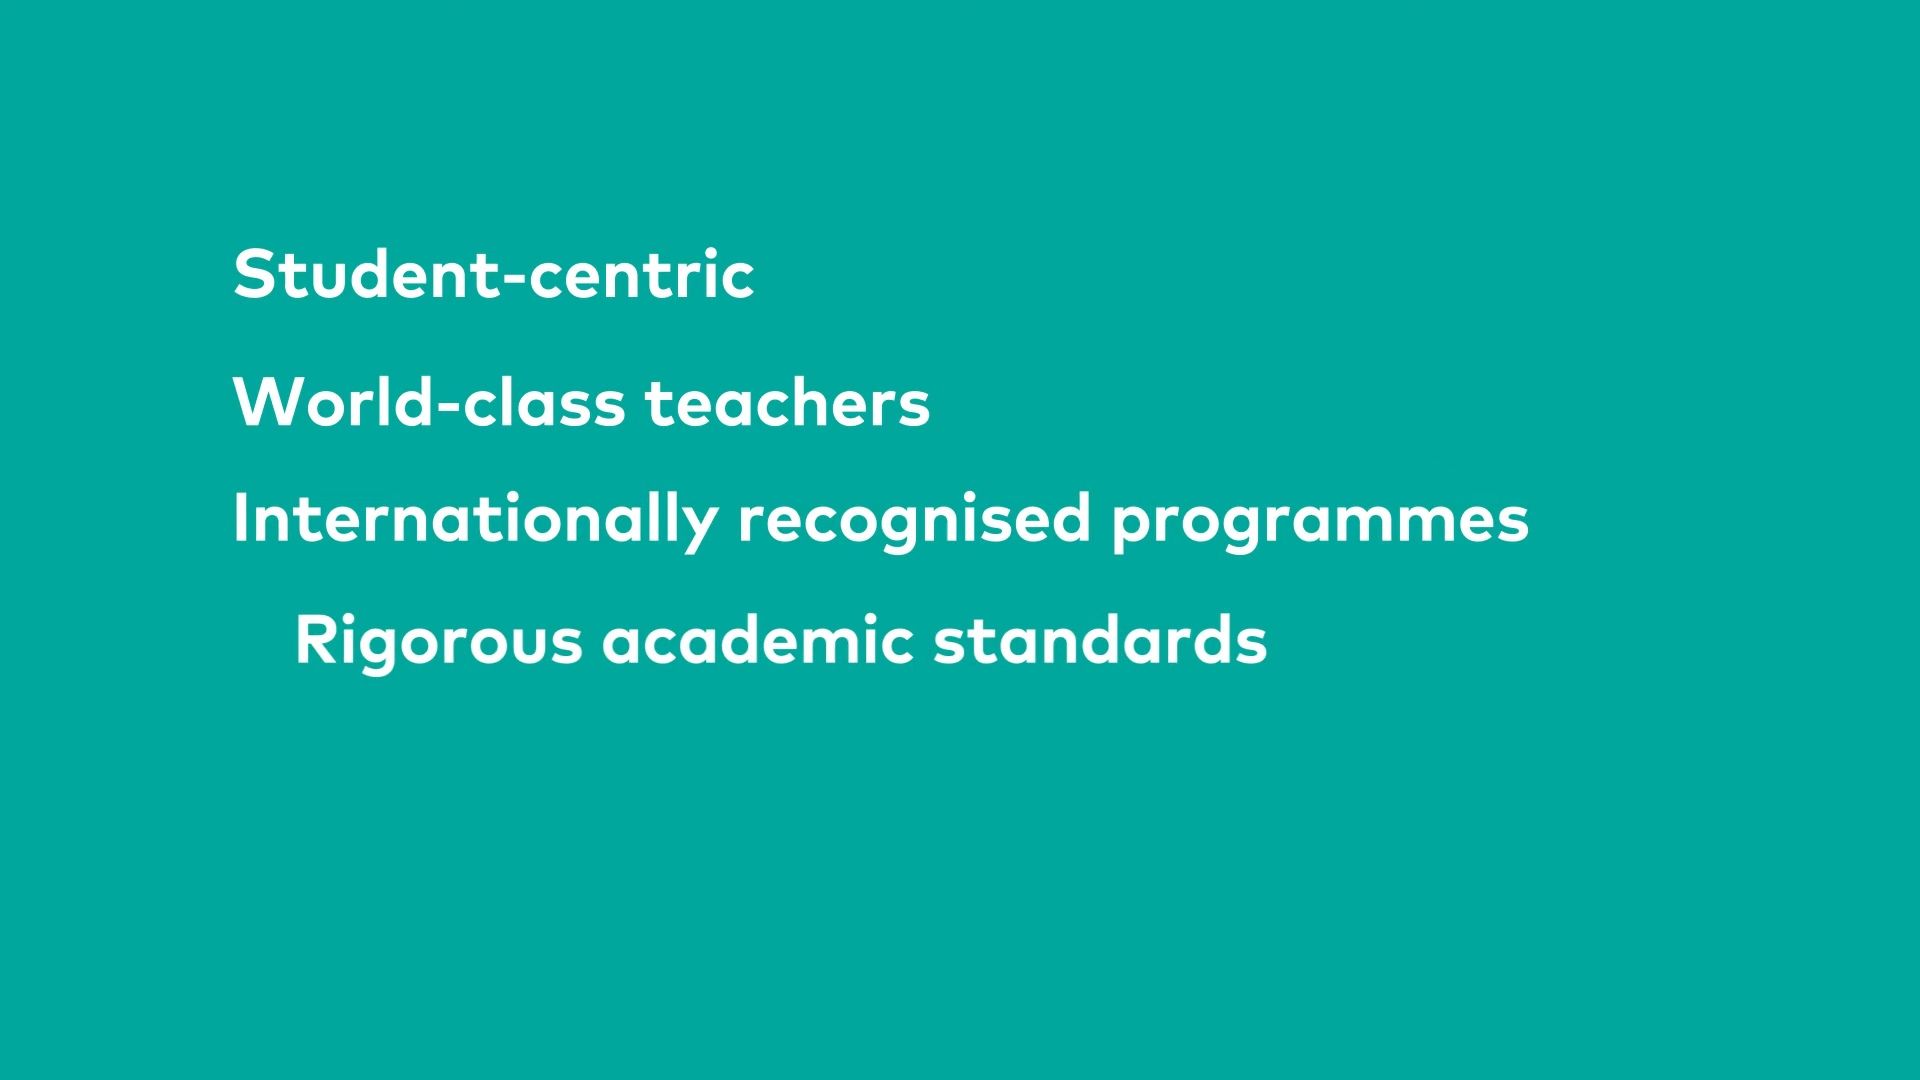 Student-centric
World-class teachers
Internationally recognised programmes
Rigorous academic standards